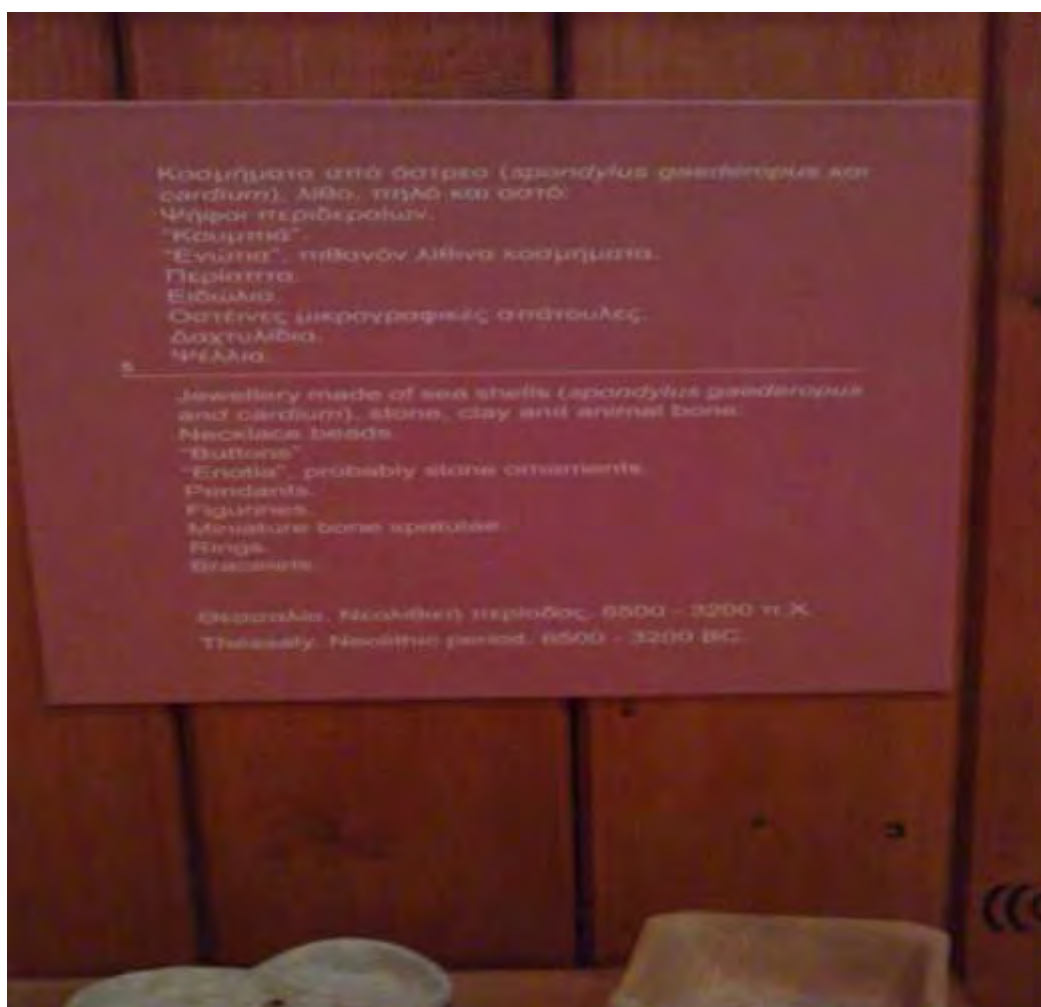 Κοσμήματα από όστρεο (spondylus gaederopus και
cardium), λίθο, πηλό και οστό:
Ψήφοι περιδεραίων.
"Κουμπιά".
"Ενώτια", πιθανόν λίθινα κοσμήματα.
Περίαπτα.
Ειδώλια.
Οστέινες μικρογραφικές σπάτουλες.
Δαχτυλίδια.
Ψέλλια.
5
Jewellery made of sea shells (spondylus gaederopus
and cardium), stone, clay and animal bone:
Necklace beads.
"Buttons"
"Enotia", probably stone ornaments.
Pendants.
Figurines.
Miniature bone spatulae.
Rings.
Bracelets.
Θεσσαλία. Νεολιθική περίοδος, 6500 - 3200 π.Χ.
Thessaly. Neolithic period, 6500 - 3200 BC.